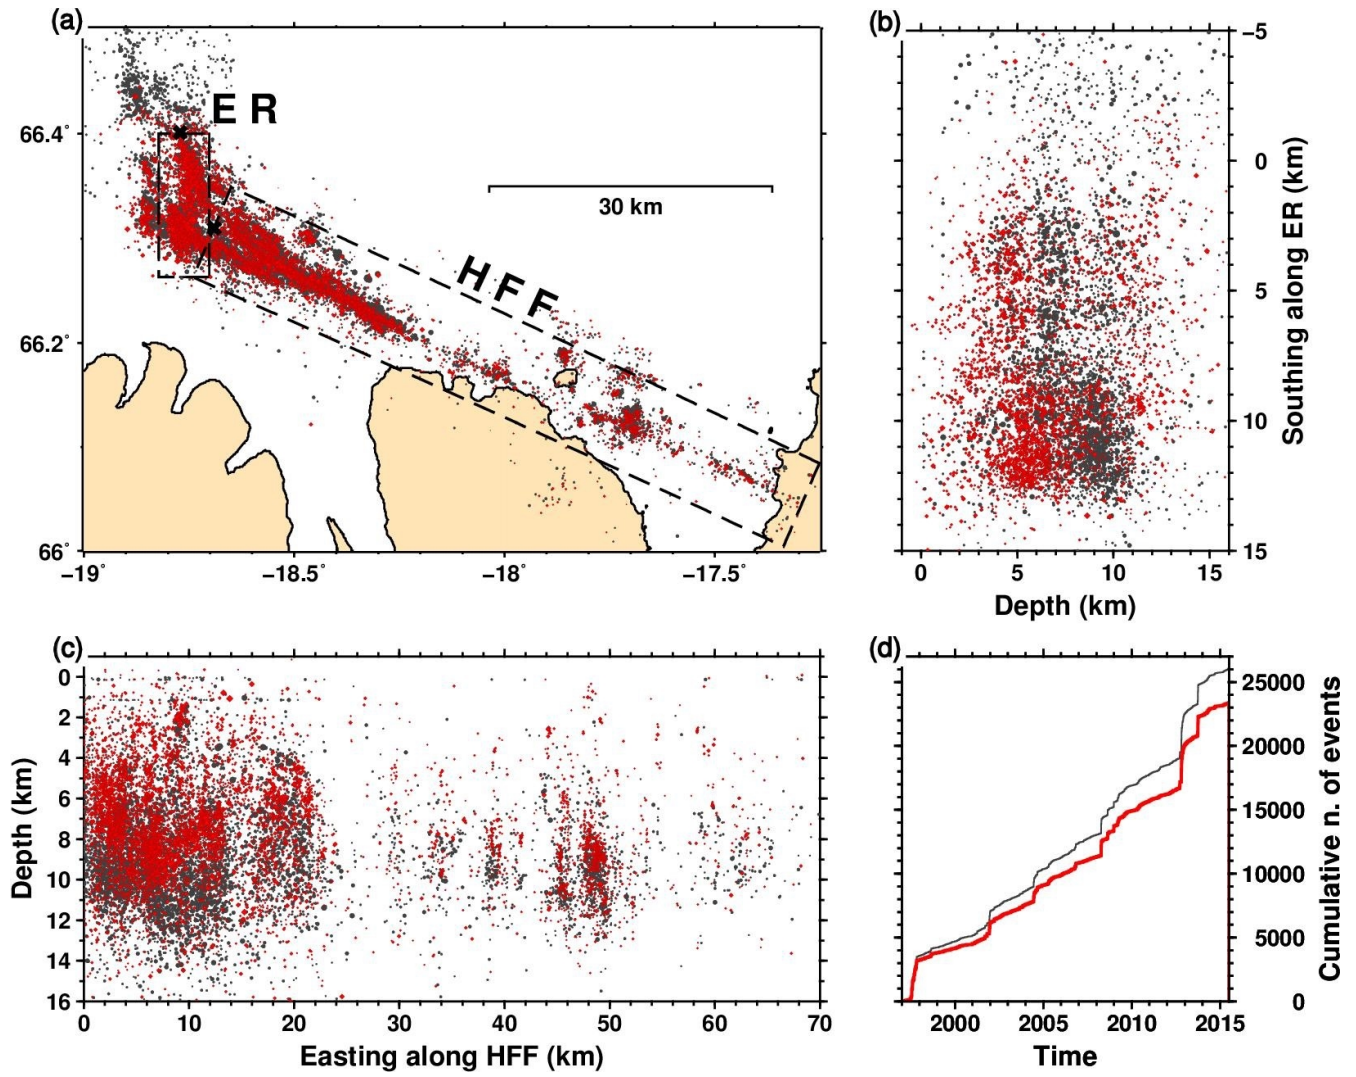 (a)
E R
H F F
30 km
66.4°
66.2°
66°
−19° −18.5° −18° −17.5°
(b)
−5
0
5
10
15
Southing along ER (km)
0 5 10 15
Depth (km)
(c)
0
2
4
6
8
10
12
14
16
Depth (km)
0 10 20 30 40 50 60 70
Easting along HFF (km)
(d)
25000
20000
15000
10000
5000
0
Cumulative n. of events
2000 2005 2010 2015
Time